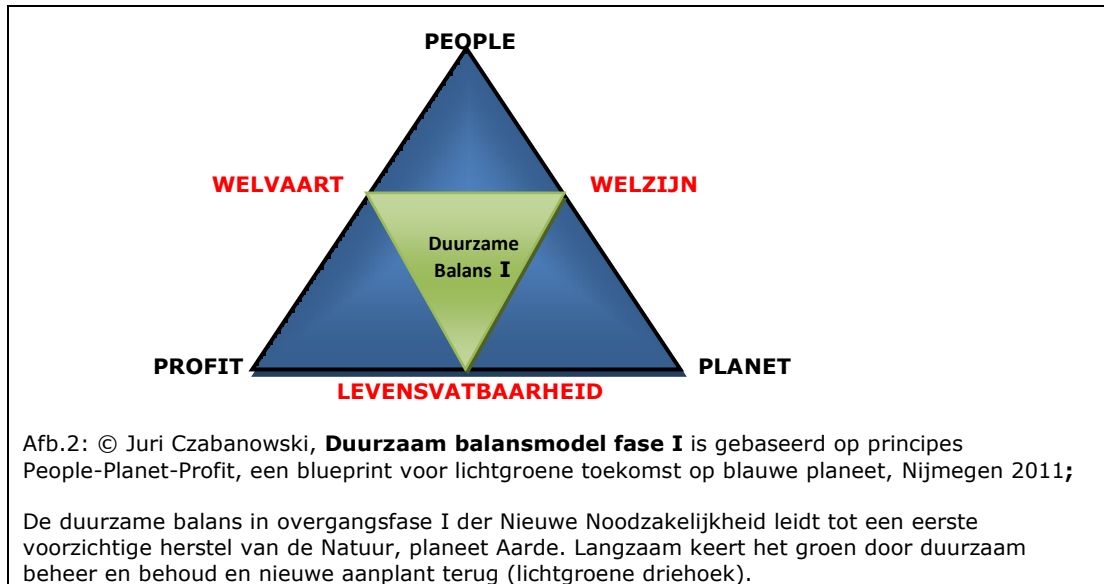 PEOPLE
WELVAART WELZIJN
Duurzame
Balans I
PROFIT PLANET
LEVENSVATBAARHEID
Afb.2: © Juri Czabanowski, Duurzaam balansmodel fase I is gebaseerd op principes
People-Planet-Profit, een blueprint voor lichtgroene toekomst op blauwe planeet, Nijmegen 2011;
De duurzame balans in overgangsfase I der Nieuwe Noodzakelijkheid leidt tot een eerste
voorzichtige herstel van de Natuur, planeet Aarde. Langzaam keert het groen door duurzaam
beheer en behoud en nieuwe aanplant terug (lichtgroene driehoek).